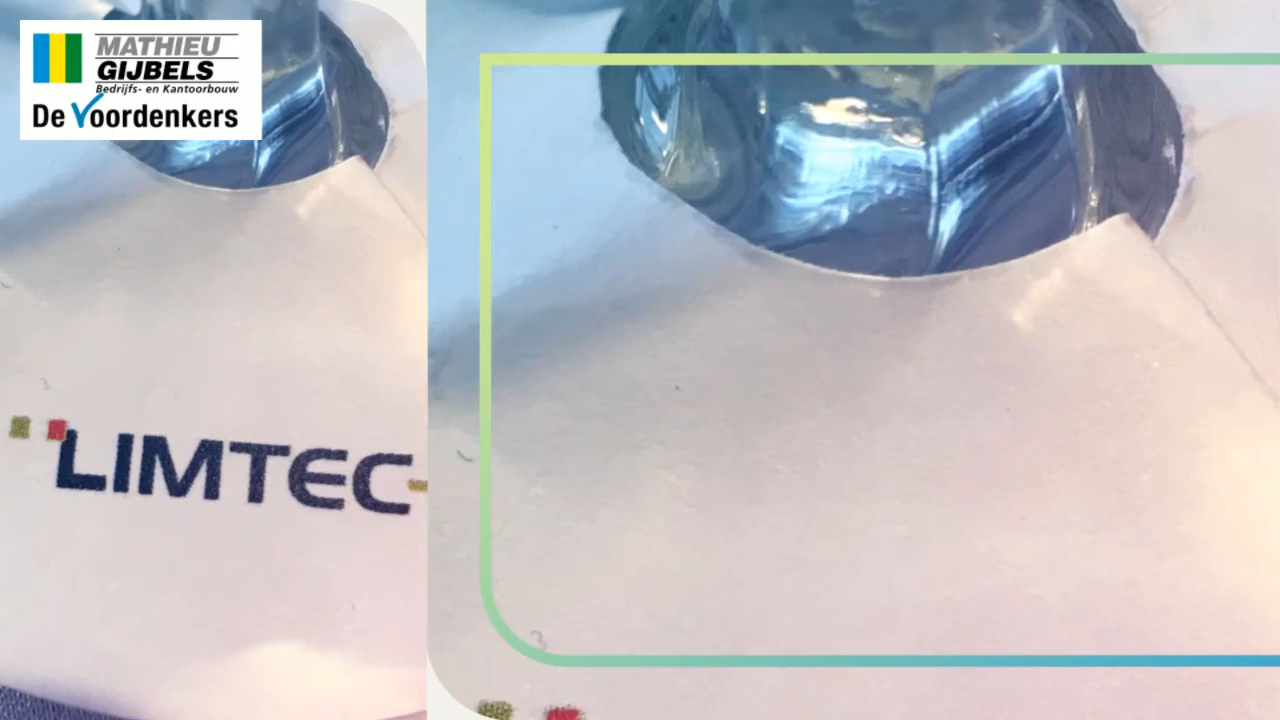 MATHIEU
GIJBELS
Bedrijfs- en Kantoorbouw
De Voordenkers
LIMTEC